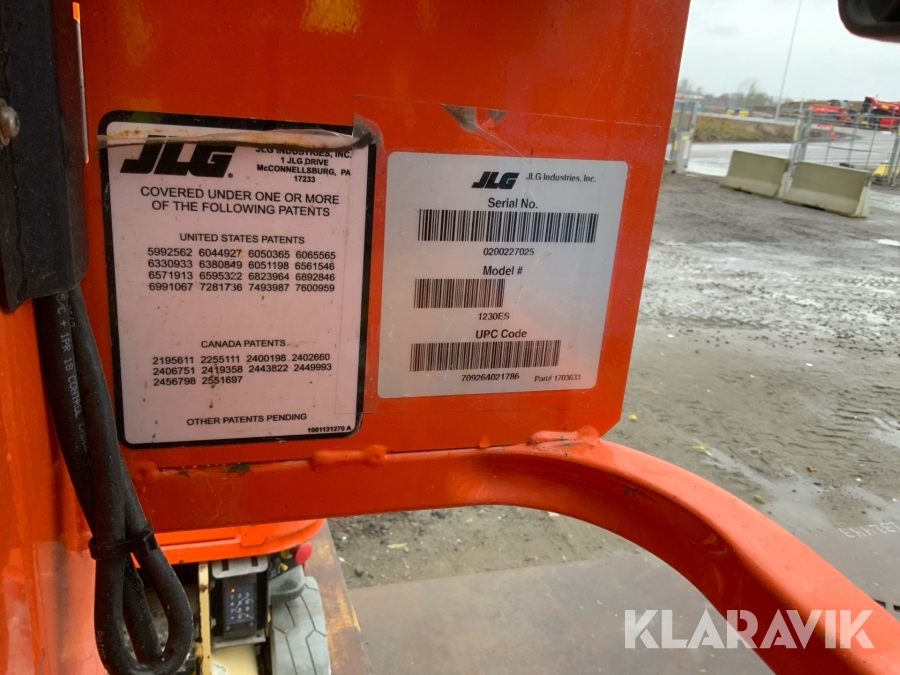 JLG
JLG INDUSTRIES, INC.
1 JLG DRIVE
McCONNELLSBURG, PA
17233
COVERED UNDER ONE OR MORE
OF THE FOLLOWING PATENTS
UNITED STATES PATENTS
5992562 6044927 6050365 6065565
6330933 6380849 6051198 6561546
6571913 6595322 6823964 6892846
6991067 7281736 7493987 7600959
CANADA PATENTS
2195611 2255111 2400198 2402660
2406751 2419358 2443822 2449993
2456798 2551697
OTHER PATENTS PENDING
1001131270 A
JLG JLG Industries, Inc.
Serial No.
0200227025
Model #
1230ES
UPC Code
709264021786 Part# 1703633
KLARAVIK